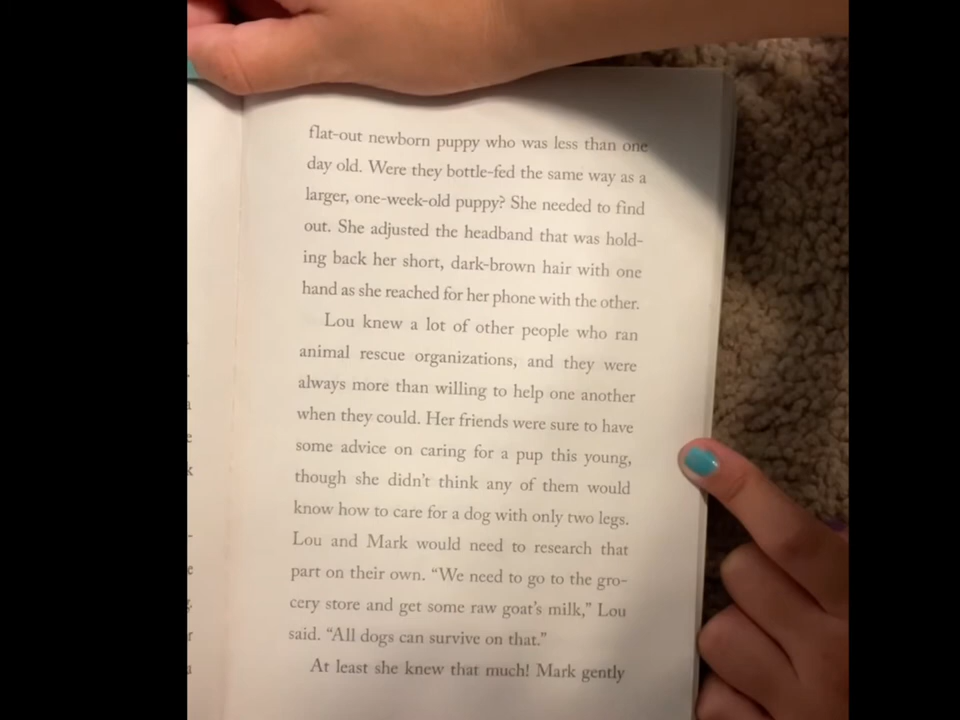 flat-out newborn puppy who was less than one
day old. Were they bottle-fed the same way as a
larger, one-week-old puppy? She needed to find
out. She adjusted the headband that was hold-
ing back her short, dark-brown hair with one
hand as she reached for her phone with the other.
Lou knew a lot of other people who ran
animal rescue organizations, and they were
always more than willing to help one another
when they could. Her friends were sure to have
some advice on caring for a pup this young,
though she didn't think any of them would
know how to care for a dog with only two legs.
Lou and Mark would need to research that
part on their own. “We need to go to the gro-
cery store and get some raw goat's milk,” Lou
said. “All dogs can survive on that.”
At least she knew that much! Mark gently